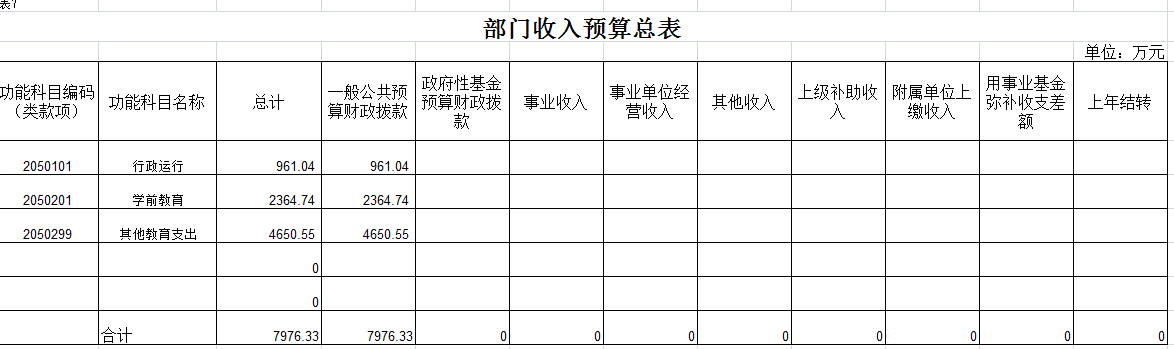 表7
部门收入预算总表
单位：万元
功能科目编码（类款项） 功能科目名称 总计 一般公共预算财政拨款 政府性基金预算财政拨款 事业收入 事业单位经营收入 其他收入 上级补助收入 附属单位上缴收入 用事业基金弥补收支差额 上年结转
2050101 行政运行 961.04 961.04
2050201 学前教育 2364.74 2364.74
2050299 其他教育支出 4650.55 4650.55
0
0
合计 7976.33 7976.33 0 0 0 0 0 0 0 0